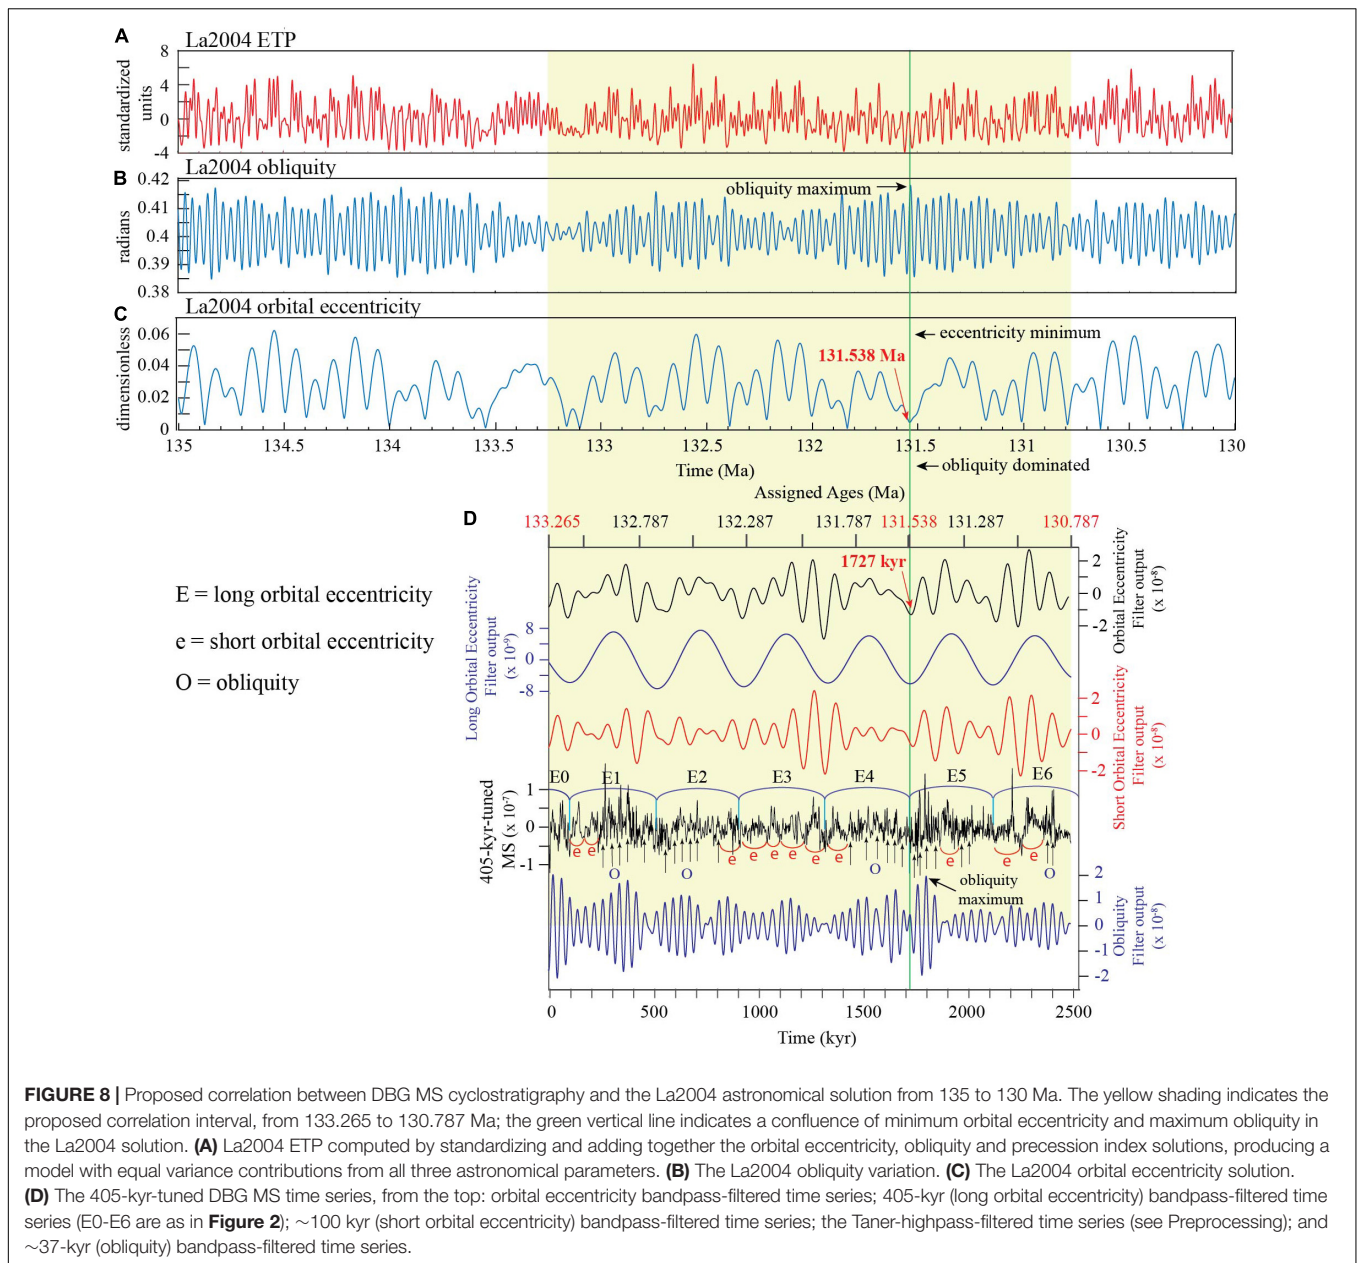 A
La2004 ETP
standardized
units
8
4
0
-4
La2004 obliquity
B
0.42
0.41
0.4
0.39
0.38
radians
obliquity maximum
La2004 orbital eccentricity
C
dimensionless
0.06
0.04
0.02
0
eccentricity minimum
131.538 Ma
135
134.5
134
133.5
133
132.5
132
131.5
131
130.5
130
Time (Ma)
obliquity dominated
Assigned Ages (Ma)
D
133.265
132.787
132.287
131.787
131.538
131.287
130.787
1727 kyr
2
0
-2
Orbital Eccentricity
Filter output
(x 10-8)
E = long orbital eccentricity
e = short orbital eccentricity
O = obliquity
Long Orbital Eccentricity
Filter output
(x 10-9)
8
0
-8
2
0
-2
Short Orbital Eccentricity
Filter output
(x 10-8)
E0 E1 E2 E3 E4 E5 E6
405-kyr-tuned
MS (x 10-7)
1
0
-1
e e e e e e e e e e e
O O O O
obliquity
maximum
2
1
0
-1
-2
Obliquity
Filter output
(x 10-8)
0
500
1000
1500
2000
2500
Time (kyr)
FIGURE 8 | Proposed correlation between DBG MS cyclostratigraphy and the La2004 astronomical solution from 135 to 130 Ma. The yellow shading indicates the
proposed correlation interval, from 133.265 to 130.787 Ma; the green vertical line indicates a confluence of minimum orbital eccentricity and maximum obliquity in
the La2004 solution. (A) La2004 ETP computed by standardizing and adding together the orbital eccentricity, obliquity and precession index solutions, producing a
model with equal variance contributions from all three astronomical parameters. (B) The La2004 obliquity variation. (C) The La2004 orbital eccentricity solution.
(D) The 405-kyr-tuned DBG MS time series, from the top: orbital eccentricity bandpass-filtered time series; 405-kyr (long orbital eccentricity) bandpass-filtered time
series (E0-E6 are as in Figure 2); ~100 kyr (short orbital eccentricity) bandpass-filtered time series; the Taner-highpass-filtered time series (see Preprocessing); and
~37-kyr (obliquity) bandpass-filtered time series.